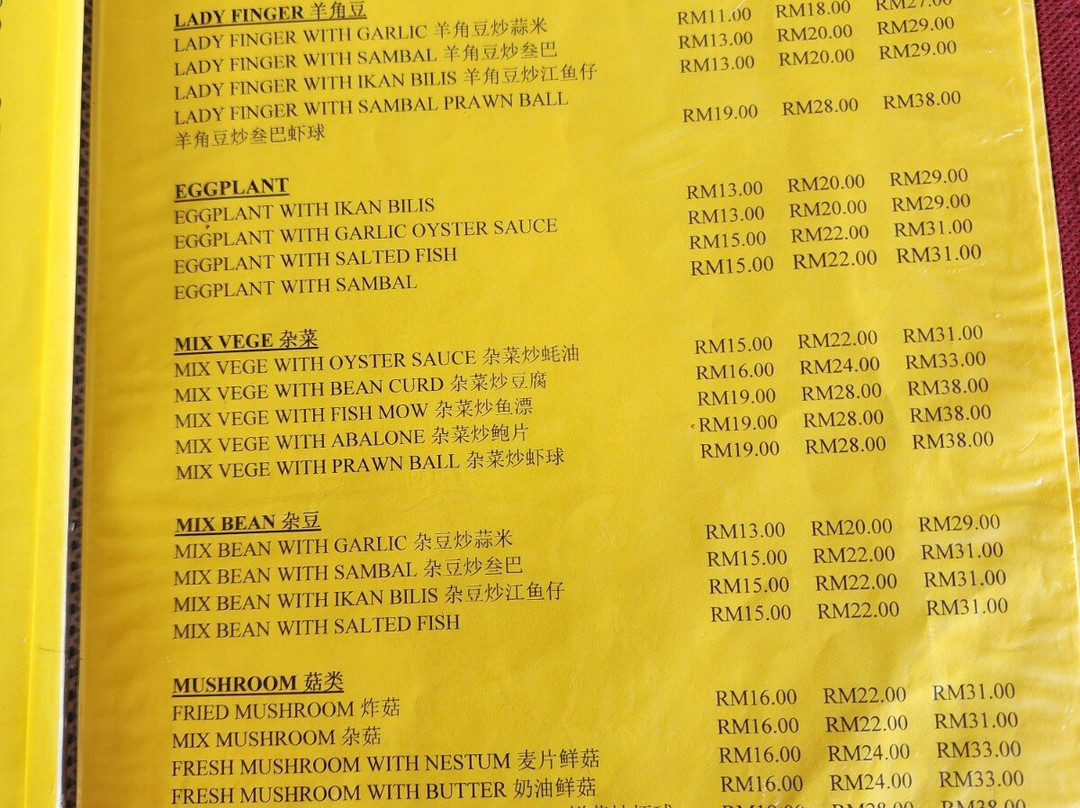 LADY FINGER 羊角豆
LADY FINGER WITH GARLIC 羊角豆炒蒜米 RM11.00 RM18.00 RM27.00
LADY FINGER WITH SAMBAL 羊角豆炒叁巴 RM13.00 RM20.00 RM29.00
LADY FINGER WITH IKAN BILIS 羊角豆炒江鱼仔 RM13.00 RM20.00 RM29.00
LADY FINGER WITH SAMBAL PRAWN BALL RM19.00 RM28.00 RM38.00
羊角豆炒叁巴虾球
EGGPLANT
EGGPLANT WITH IKAN BILIS RM13.00 RM20.00 RM29.00
EGGPLANT WITH GARLIC OYSTER SAUCE RM13.00 RM20.00 RM29.00
EGGPLANT WITH SALTED FISH RM15.00 RM22.00 RM31.00
EGGPLANT WITH SAMBAL RM15.00 RM22.00 RM31.00
MIX VEGE 杂菜
MIX VEGE WITH OYSTER SAUCE 杂菜炒蚝油 RM15.00 RM22.00 RM31.00
MIX VEGE WITH BEAN CURD 杂菜炒豆腐 RM16.00 RM24.00 RM33.00
MIX VEGE WITH FISH MOW 杂菜炒鱼漂 RM19.00 RM28.00 RM38.00
MIX VEGE WITH ABALONE 杂菜炒鲍片 RM19.00 RM28.00 RM38.00
MIX VEGE WITH PRAWN BALL 杂菜炒虾球 RM19.00 RM28.00 RM38.00
MIX BEAN 杂豆
MIX BEAN WITH GARLIC 杂豆炒蒜米 RM13.00 RM20.00 RM29.00
MIX BEAN WITH SAMBAL 杂豆炒叁巴 RM15.00 RM22.00 RM31.00
MIX BEAN WITH IKAN BILIS 杂豆炒江鱼仔 RM15.00 RM22.00 RM31.00
MIX BEAN WITH SALTED FISH RM15.00 RM22.00 RM31.00
MUSHROOM 菇类
FRIED MUSHROOM 炸菇 RM16.00 RM22.00 RM31.00
MIX MUSHROOM 杂菇 RM16.00 RM22.00 RM31.00
FRESH MUSHROOM WITH NESTUM 麦片鲜菇 RM16.00 RM24.00 RM33.00
FRESH MUSHROOM WITH BUTTER 奶油鲜菇 RM16.00 RM24.00 RM33.00